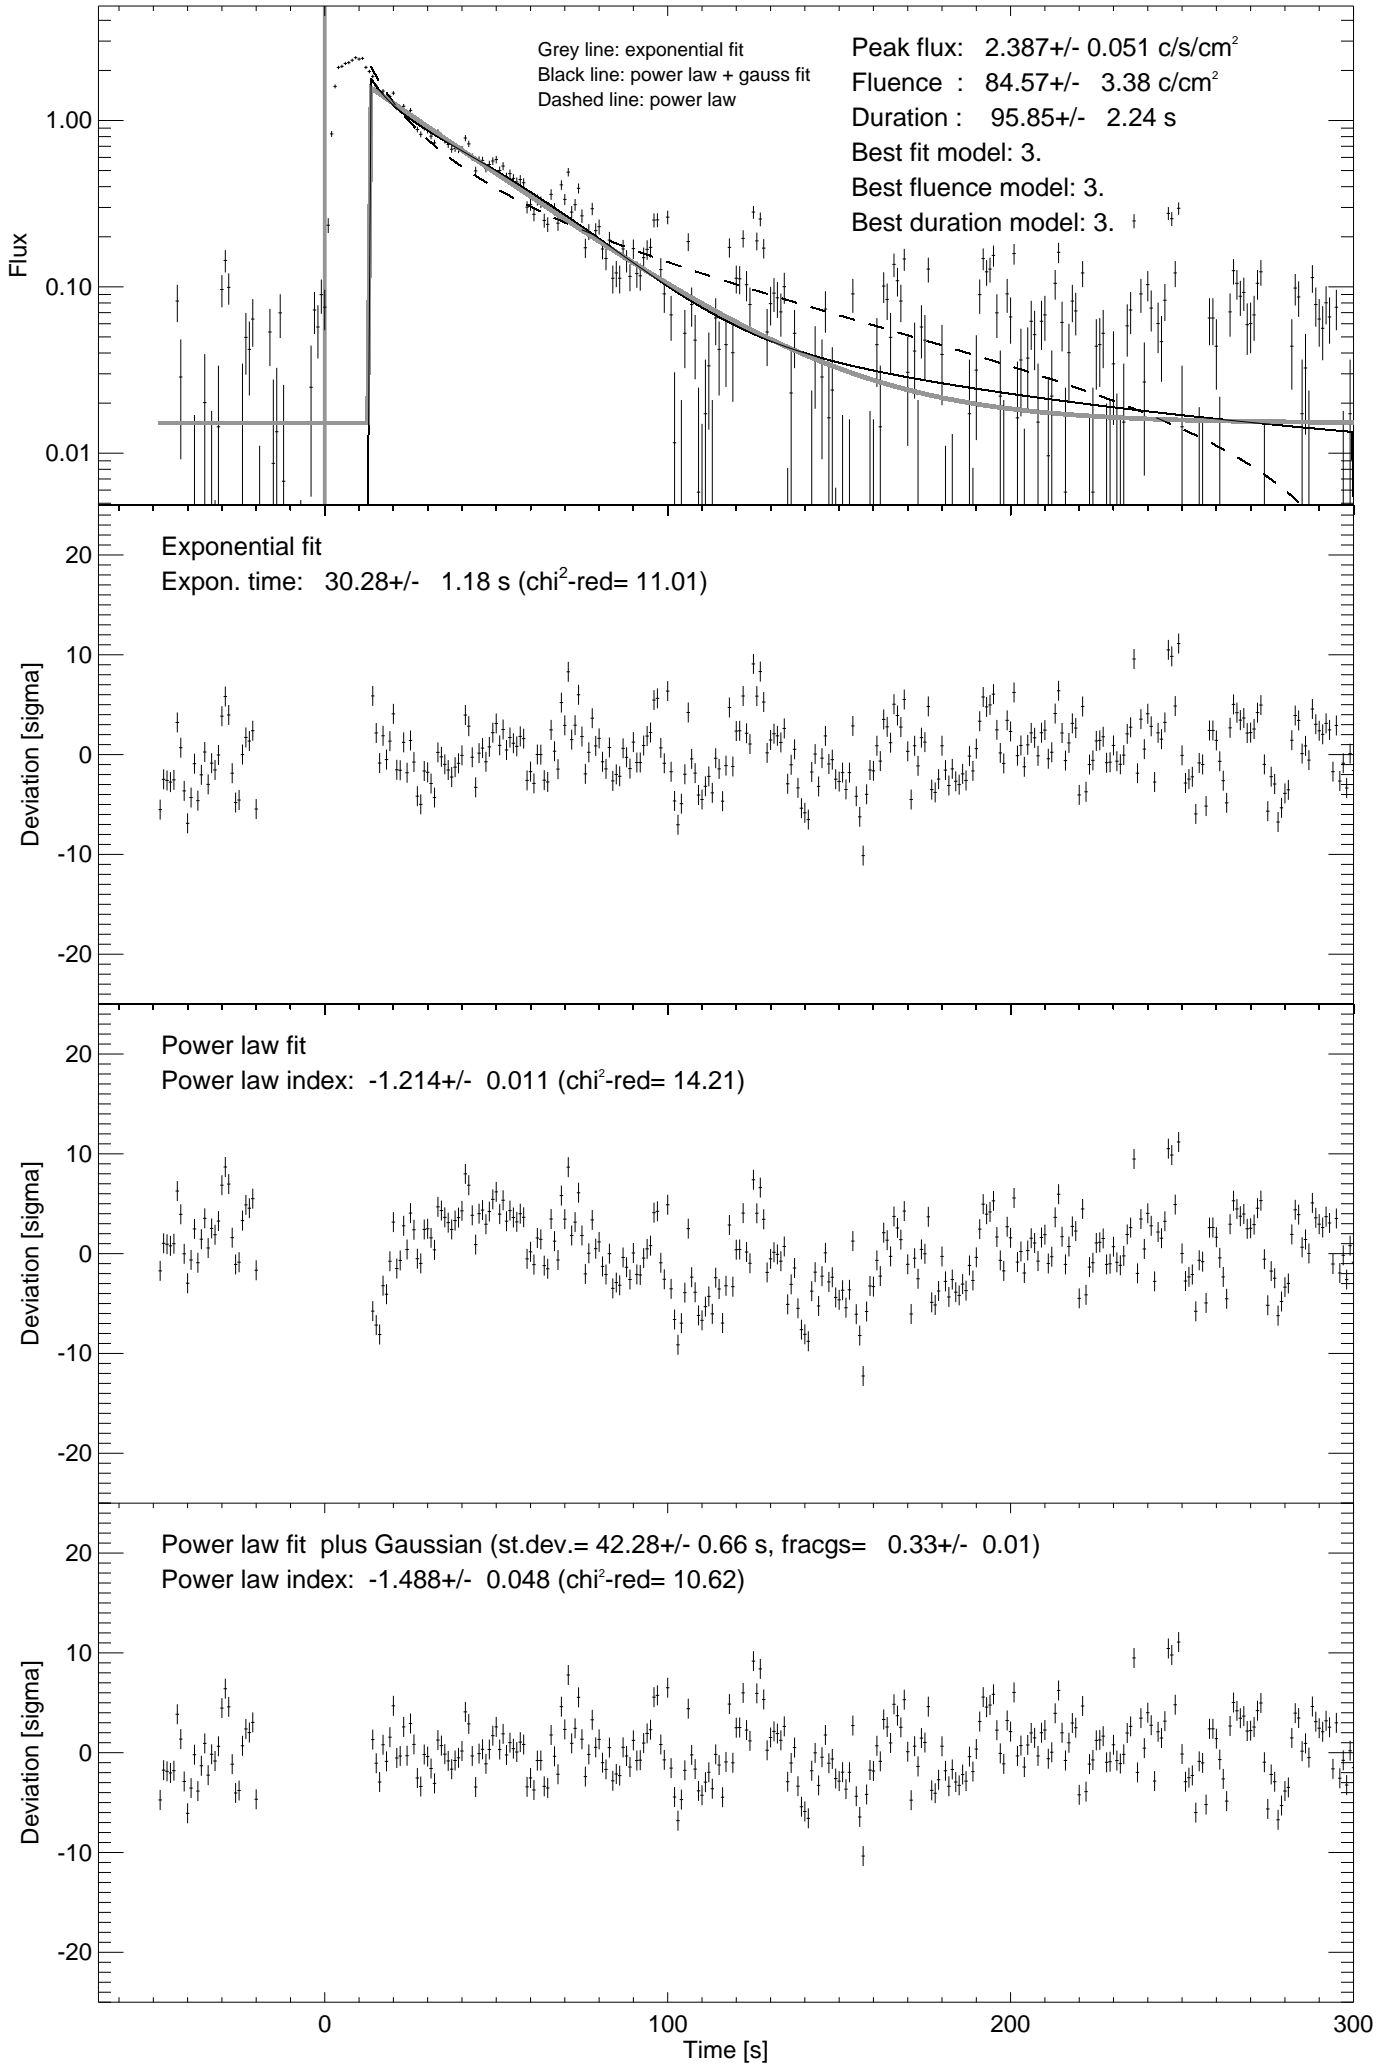 Grey line: exponential fit
Black line: power law + gauss fit
Dashed line: power law
Peak flux: 2.387+/- 0.051 c/s/cm²
Fluence : 84.57+/- 3.38 c/cm²
Duration : 95.85+/- 2.24 s
Best fit model: 3.
Best fluence model: 3.
Best duration model: 3.
1.00
0.10
0.01
Flux
Exponential fit
Expon. time: 30.28+/- 1.18 s (chi²-red= 11.01)
20
10
0
-10
-20
Deviation [sigma]
Power law fit
Power law index: -1.214+/- 0.011 (chi²-red= 14.21)
20
10
0
-10
-20
Deviation [sigma]
Power law fit plus Gaussian (st.dev.= 42.28+/- 0.66 s, fracgs= 0.33+/- 0.01)
Power law index: -1.488+/- 0.048 (chi²-red= 10.62)
20
10
0
-10
-20
Deviation [sigma]
0 100 200 300
Time [s]